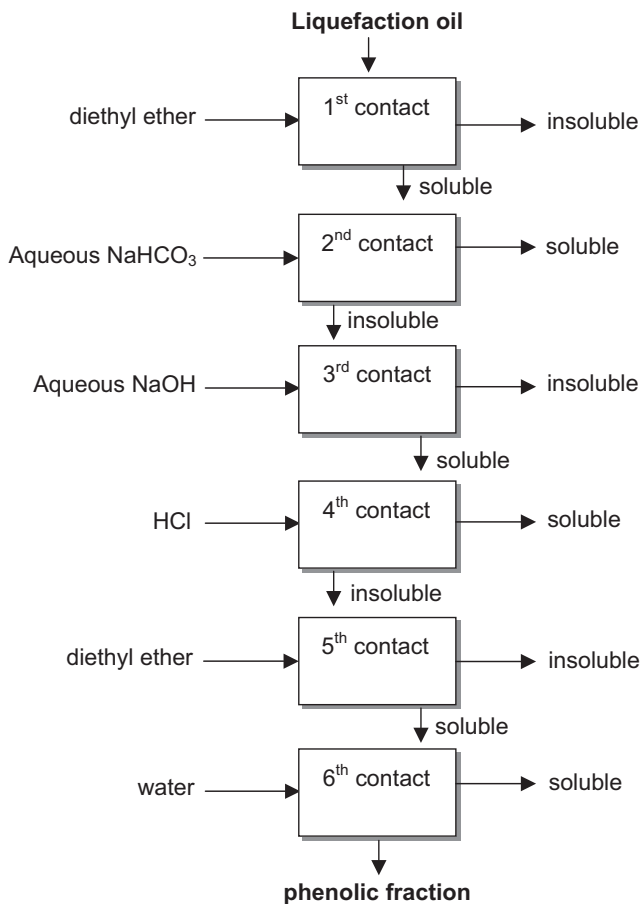 Liquefaction oil
diethyl ether
1st contact
insoluble
soluble
Aqueous NaHCO3
2nd contact
soluble
insoluble
Aqueous NaOH
3rd contact
insoluble
soluble
HCl
4th contact
soluble
insoluble
diethyl ether
5th contact
insoluble
soluble
water
6th contact
soluble
phenolic fraction